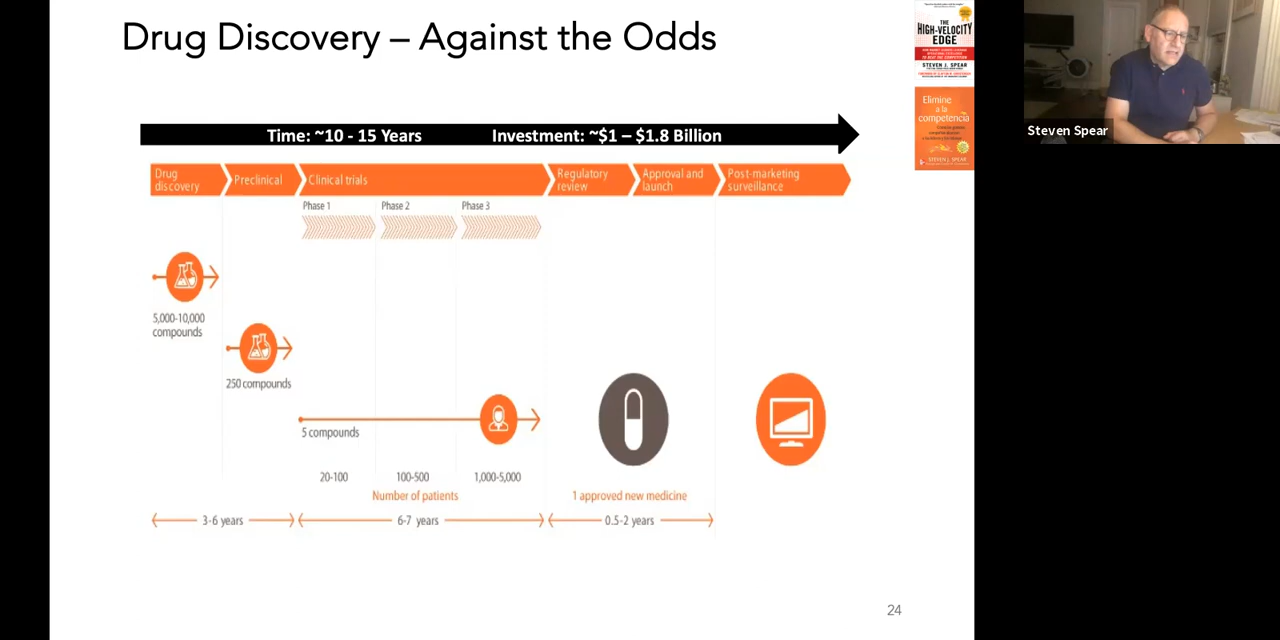 Drug Discovery – Against the Odds
Time: ~10 - 15 Years Investment: ~$1 – $1.8 Billion
Drug
discovery
Preclinical
Clinical trials
Regulatory
review
Approval and
launch
Post-marketing
surveillance
Phase 1
Phase 2
Phase 3
5,000-10,000
compounds
250 compounds
5 compounds
20-100
100-500
1,000-5,000
Number of patients
1 approved new medicine
3-6 years
6-7 years
0.5-2 years
24
THE
HIGH-VELOCITY
EDGE
STEVEN J. SPEAR
Elimine
a la
competencia
STEVEN J. SPEAR
Steven Spear